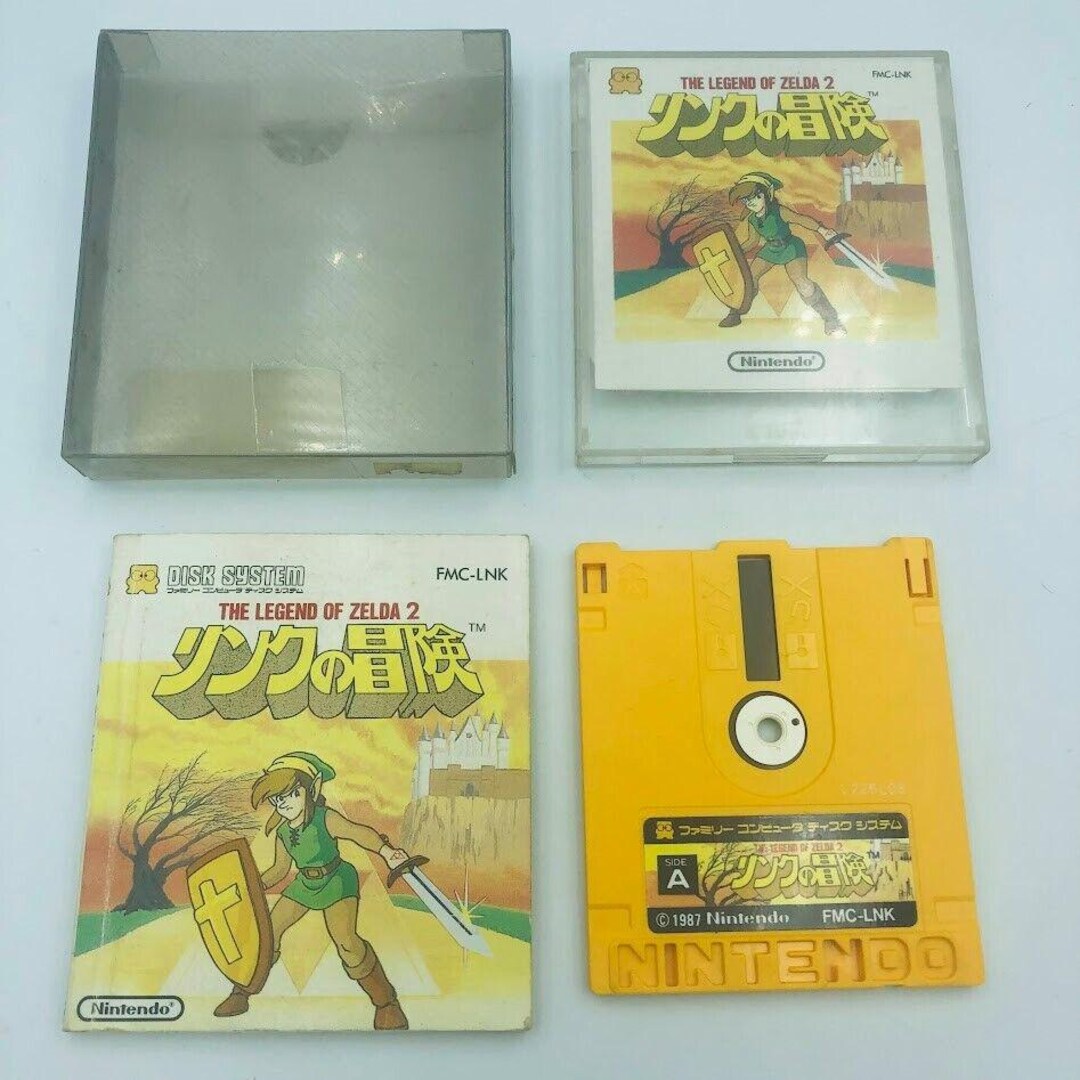 FMC-LNK
THE LEGEND OF ZELDA 2
リンクの冒険™
Nintendo®
DISK SYSTEM
ファミリー コンピュータ ディスク システム
FMC-LNK
THE LEGEND OF ZELDA 2
リンクの冒険™
Nintendo®
ファミリー コンピュータ ディスク システム
THE LEGEND OF ZELDA 2
SIDE
A
リンクの冒険™
© 1987 Nintendo FMC-LNK
NINTENDO